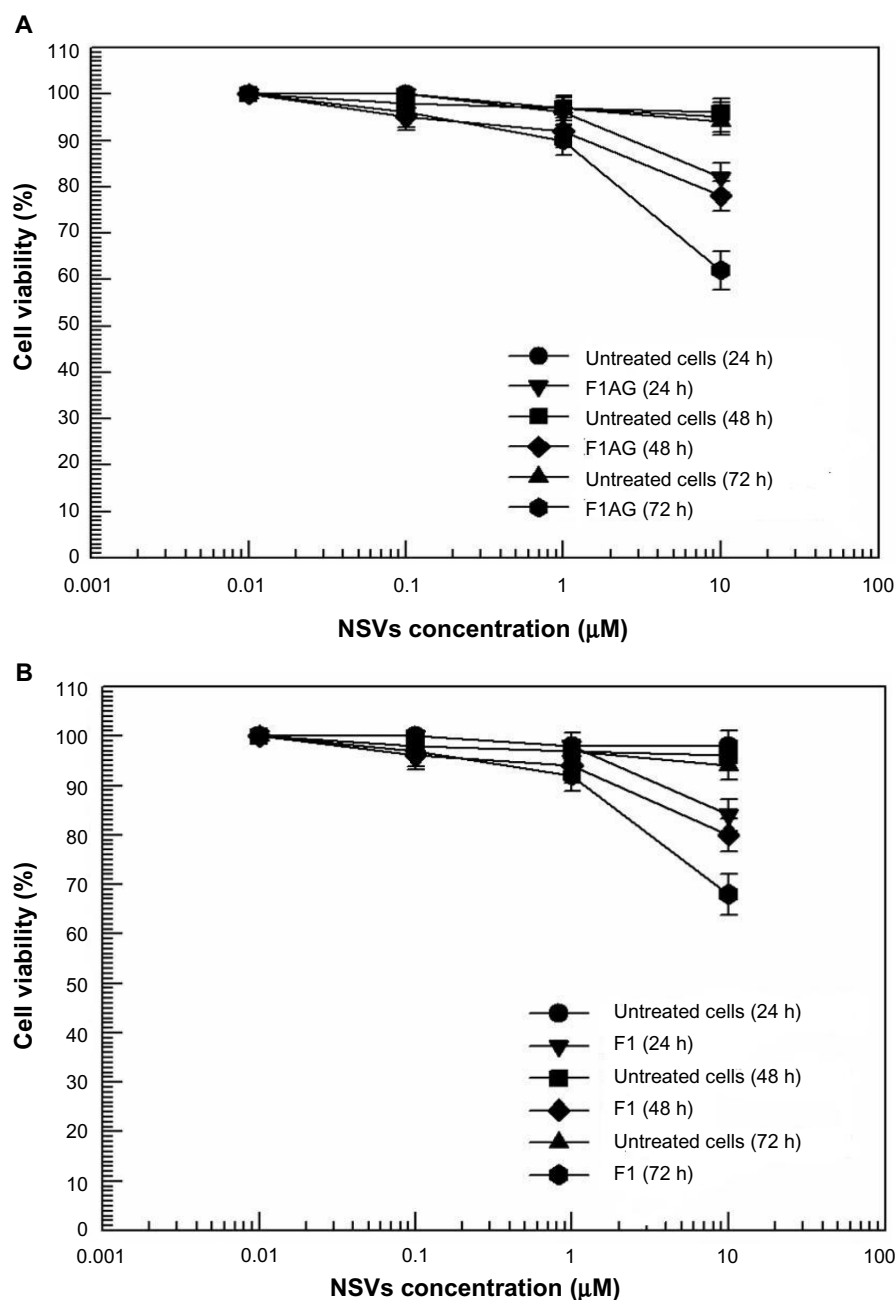 A
110
100
90
80
70
60
50
40
30
20
10
0
Cell viability (%)
Untreated cells (24 h)
F1AG (24 h)
Untreated cells (48 h)
F1AG (48 h)
Untreated cells (72 h)
F1AG (72 h)
0.001
0.01
0.1
1
10
100
NSVs concentration (μM)
B
110
100
90
80
70
60
50
40
30
20
10
0
Cell viability (%)
Untreated cells (24 h)
F1 (24 h)
Untreated cells (48 h)
F1 (48 h)
Untreated cells (72 h)
F1 (72 h)
0.001
0.01
0.1
1
10
100
NSVs concentration (μM)